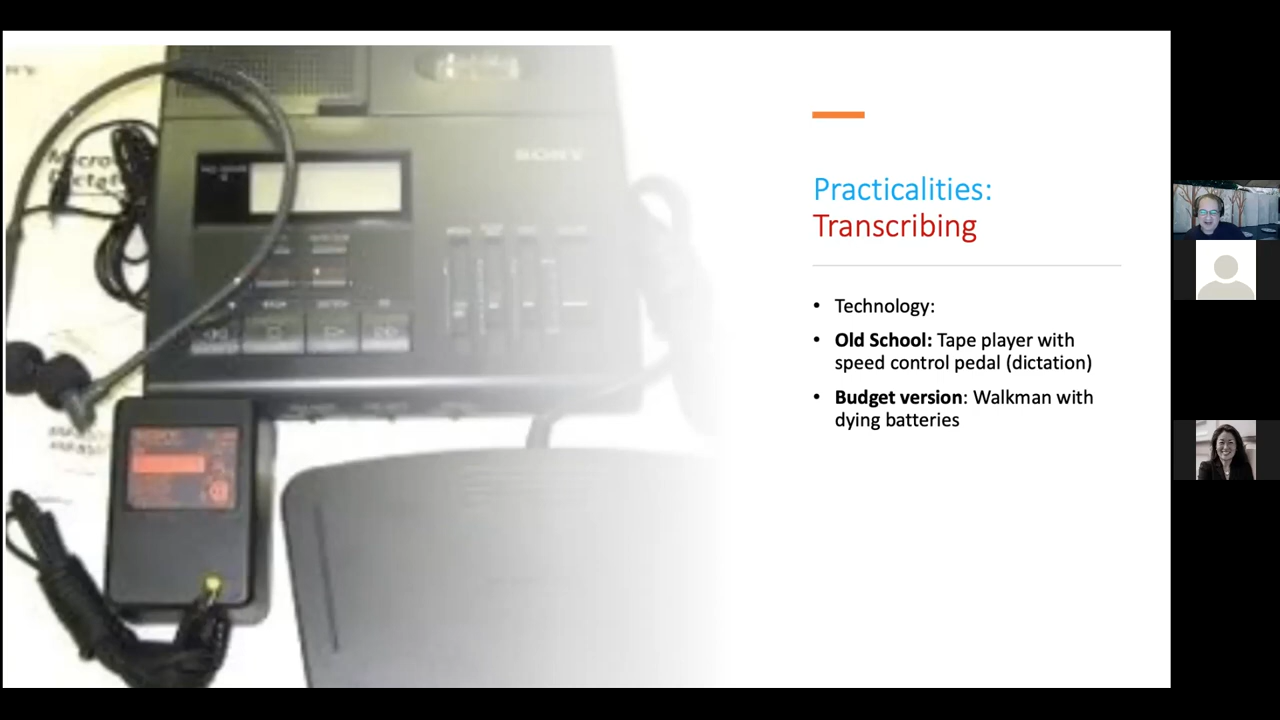 Practicalities:
Transcribing
• Technology:
• Old School: Tape player with
speed control pedal (dictation)
• Budget version: Walkman with
dying batteries
SONY